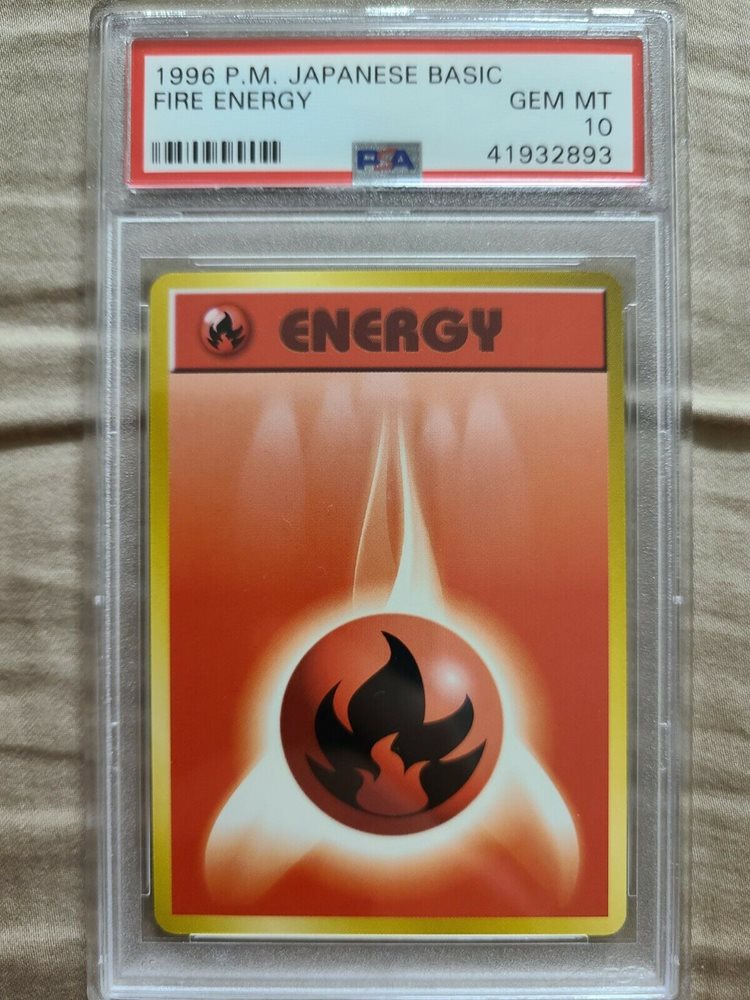 1996 P.M. JAPANESE BASIC
FIRE ENERGY GEM MT
10
PSA 41932893
ENERGY